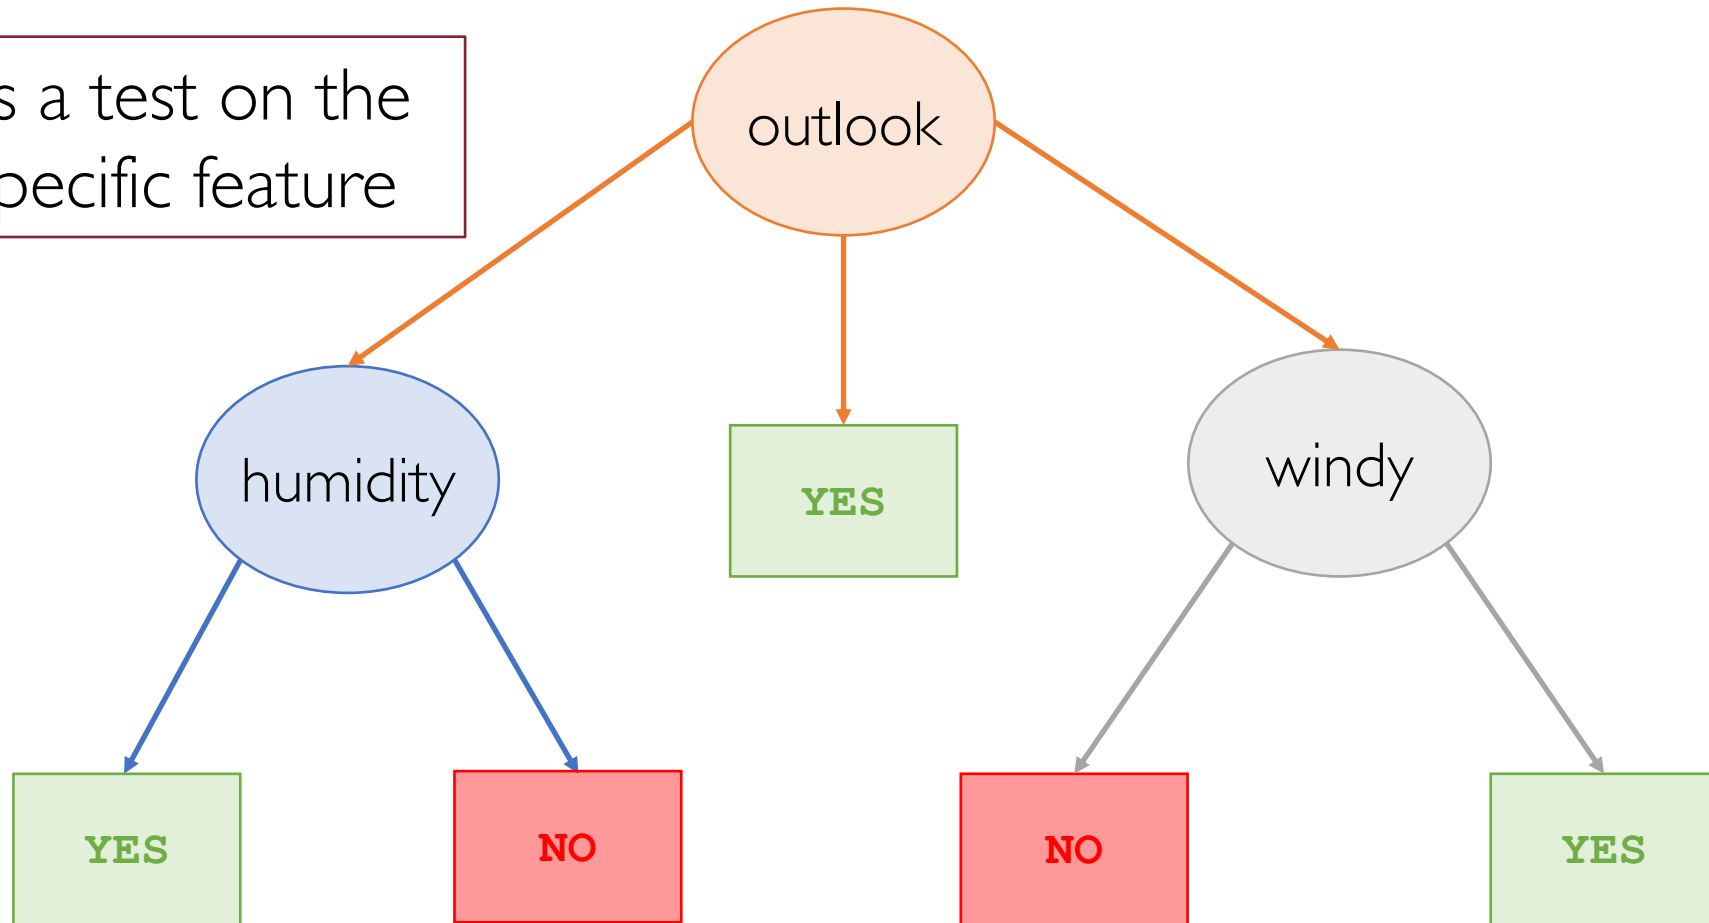 s a test on the
pecific feature
outlook
humidity
YES
windy
YES
NO
NO
YES